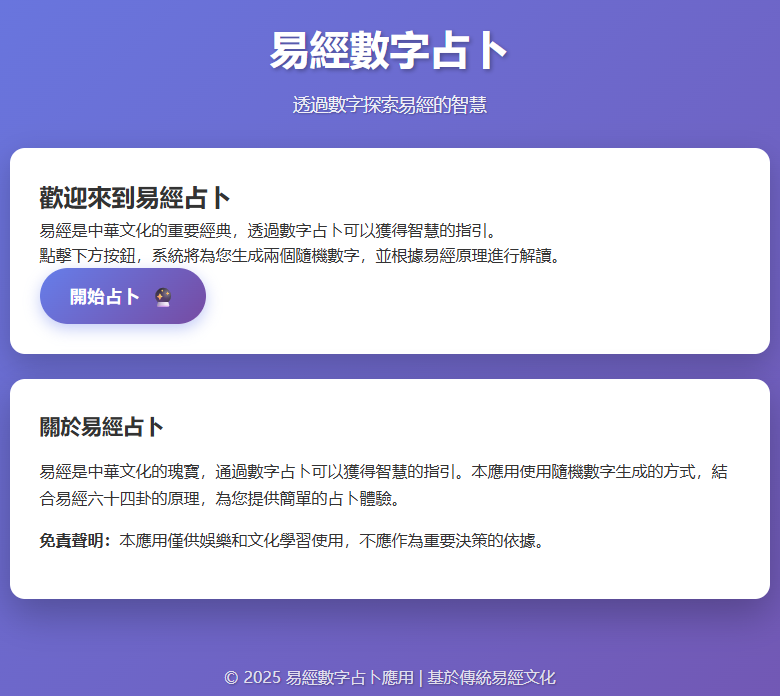 易經數字占卜
透過數字探索易經的智慧
歡迎來到易經占卜
易經是中華文化的重要經典，透過數字占卜可以獲得智慧的指引。
點擊下方按鈕，系統將為您生成兩個隨機數字，並根據易經原理進行解讀。
開始占卜 🔮
關於易經占卜
易經是中華文化的瑰寶，通過數字占卜可以獲得智慧的指引。本應用使用隨機數字生成的方式，結
合易經六十四卦的原理，為您提供簡單的占卜體驗。
免責聲明：本應用僅供娛樂和文化學習使用，不應作為重要決策的依據。
© 2025 易經數字占卜應用 | 基於傳統易經文化